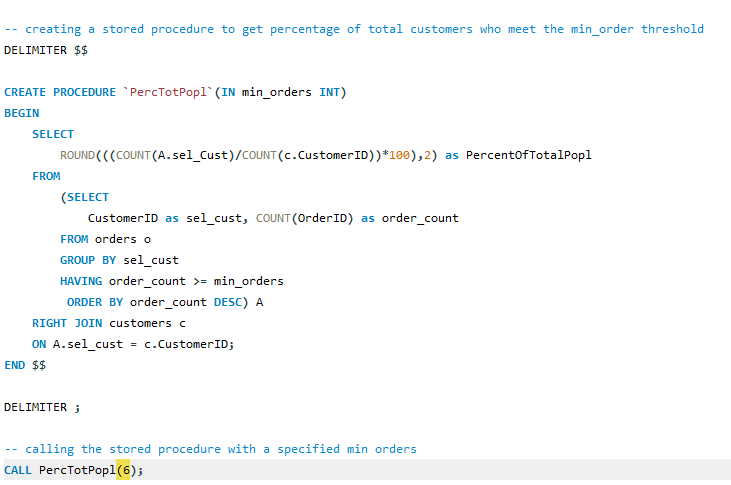 -- creating a stored procedure to get percentage of total customers who meet the min_order threshold
DELIMITER $$
CREATE PROCEDURE `PercTotPopl`(IN min_orders INT)
BEGIN
SELECT
ROUND(((COUNT(A.sel_Cust)/COUNT(c.CustomerID))*100),2) as PercentOfTotalPopl
FROM
(SELECT
CustomerID as sel_cust, COUNT(OrderID) as order_count
FROM orders o
GROUP BY sel_cust
HAVING order_count >= min_orders
ORDER BY order_count DESC) A
RIGHT JOIN customers c
ON A.sel_cust = c.CustomerID;
END $$
DELIMITER ;
-- calling the stored procedure with a specified min orders
CALL PercTotPopl(6);